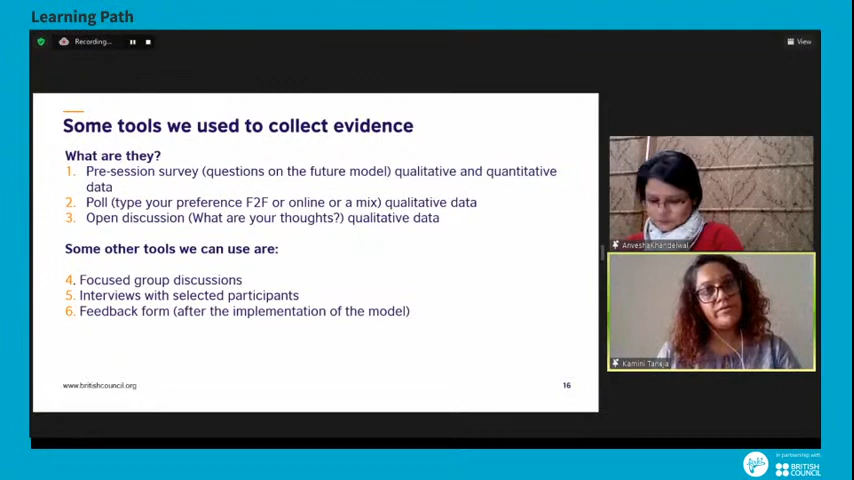 Learning Path
Recording...
View
Some tools we used to collect evidence
What are they?
1. Pre-session survey (questions on the future model) qualitative and quantitative
data
2. Poll (type your preference F2F or online or a mix) qualitative data
3. Open discussion (What are your thoughts?) qualitative data
Some other tools we can use are:
4. Focused group discussions
5. Interviews with selected participants
6. Feedback form (after the implementation of the model)
www.britishcouncil.org
16
AnveshaKhandelwal
Kamini Taneja
In partnership with
BRITISH
COUNCIL